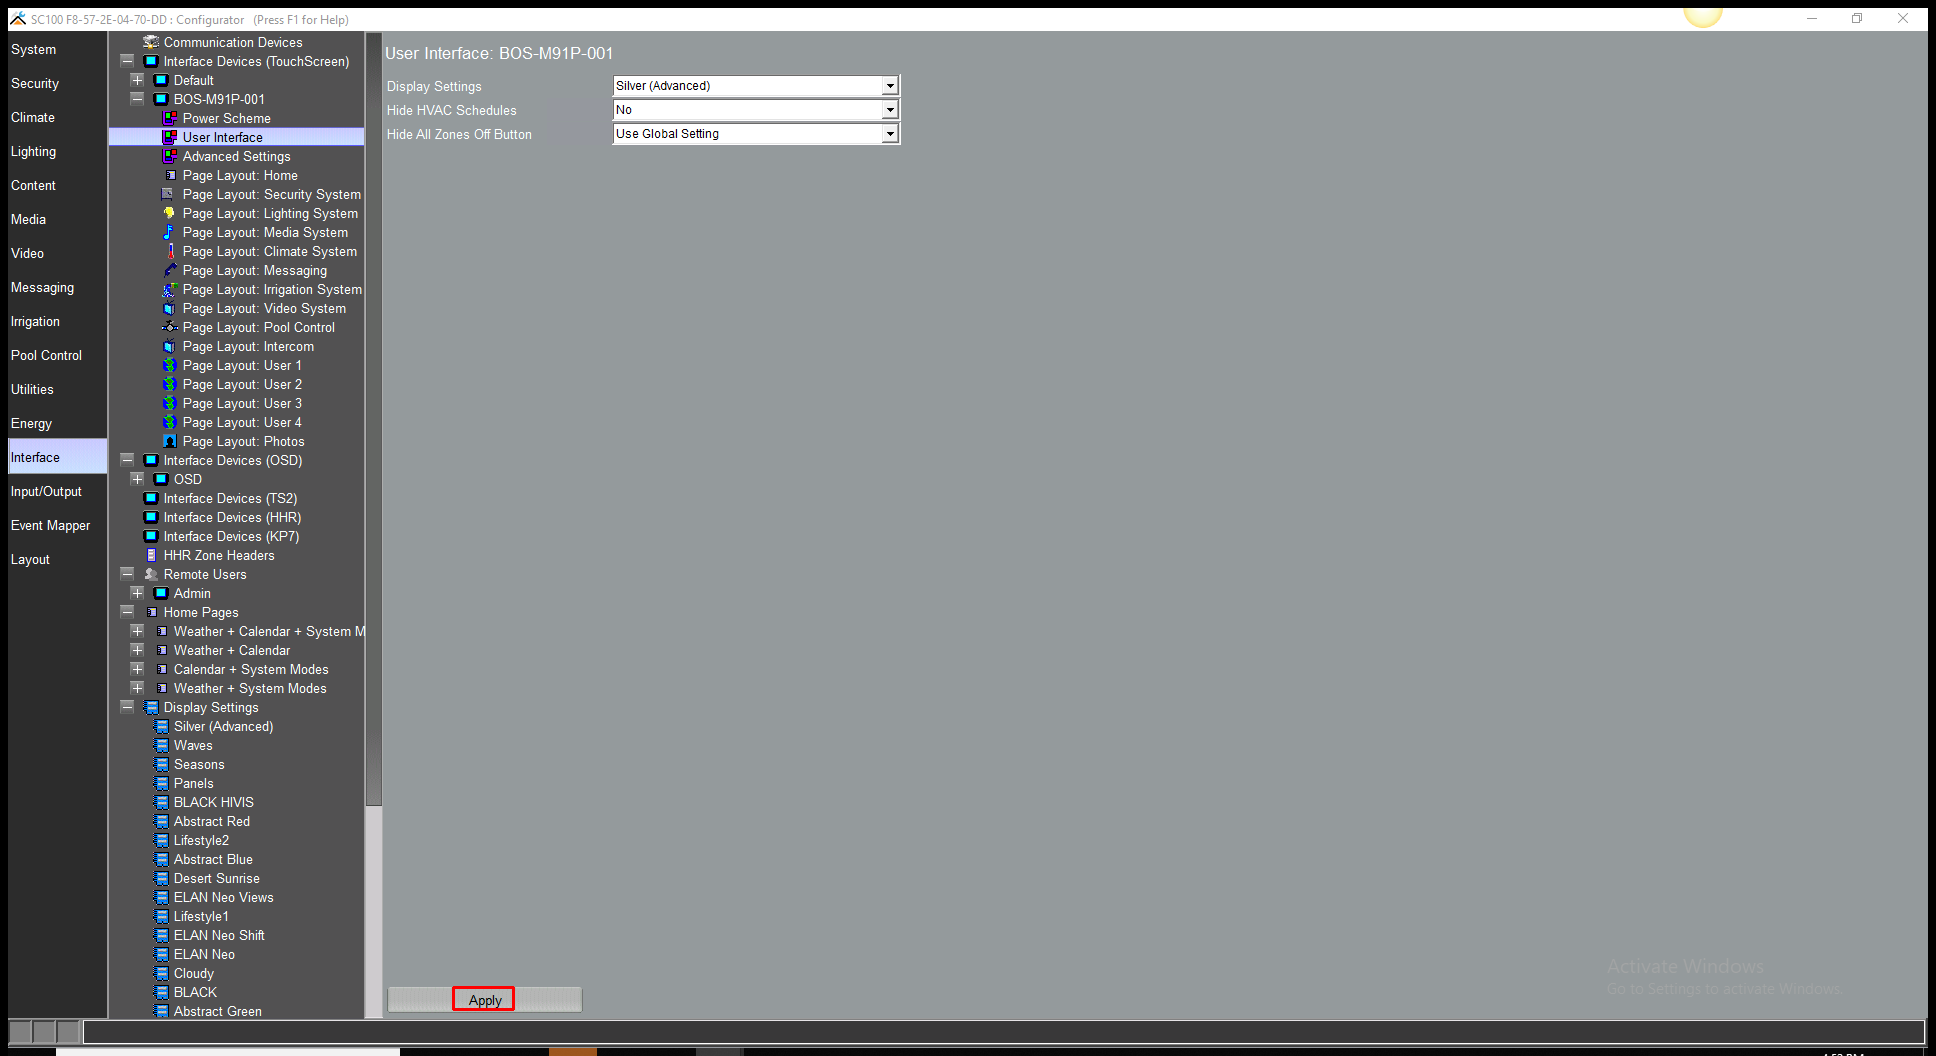 SC100 F8-57-2E-04-70-DD : Configurator   (Press F1 for Help)
System
Security
Climate
Lighting
Content
Media
Video
Messaging
Irrigation
Pool Control
Utilities
Energy
Interface
Input/Output
Event Mapper
Layout
Communication Devices
Interface Devices (TouchScreen)
Default
BOS-M91P-001
Power Scheme
User Interface
Advanced Settings
Page Layout: Home
Page Layout: Security System
Page Layout: Lighting System
Page Layout: Media System
Page Layout: Climate System
Page Layout: Messaging
Page Layout: Irrigation System
Page Layout: Video System
Page Layout: Pool Control
Page Layout: Intercom
Page Layout: User 1
Page Layout: User 2
Page Layout: User 3
Page Layout: User 4
Page Layout: Photos
Interface Devices (OSD)
OSD
Interface Devices (TS2)
Interface Devices (HHR)
Interface Devices (KP7)
HHR Zone Headers
Remote Users
Admin
Home Pages
Weather + Calendar + System M
Weather + Calendar
Calendar + System Modes
Weather + System Modes
Display Settings
Silver (Advanced)
Waves
Seasons
Panels
BLACK HIVIS
Abstract Red
Lifestyle2
Abstract Blue
Desert Sunrise
ELAN Neo Views
Lifestyle1
ELAN Neo Shift
ELAN Neo
Cloudy
BLACK
Abstract Green
User Interface: BOS-M91P-001
Display Settings Silver (Advanced)
Hide HVAC Schedules No
Hide All Zones Off Button Use Global Setting
Apply
Activate Windows
Go to Settings to activate Windows.